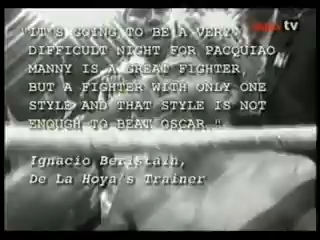 "IT'S GOING TO BE A VERY
DIFFICULT NIGHT FOR PACQUIAO.
MANNY IS A GREAT FIGHTER,
BUT A FIGHTER WITH ONLY ONE
STYLE AND THAT STYLE IS NOT
ENOUGH TO BEAT OSCAR."
Ignacio Beristain,
De La Hoya's Trainer
tv